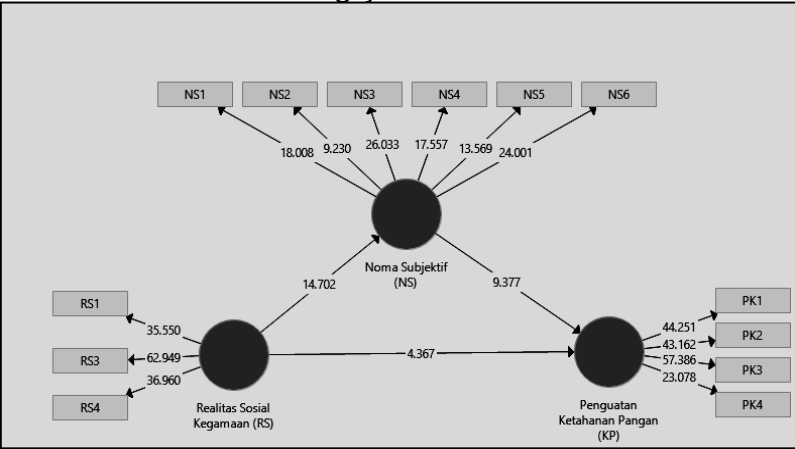 NS1 NS2 NS3 NS4 NS5 NS6
18.008 9.230 26.033 17.557 13.569 24.001
Noma Subjektif
(NS)
14.702 9.377
RS1
RS3
RS4
35.550
62.949
36.960
Realitas Sosial
Kegamaan (RS)
4.367
PK1
PK2
PK3
PK4
44.251
43.162
57.386
23.078
Penguatan
Ketahanan Pangan
(KP)